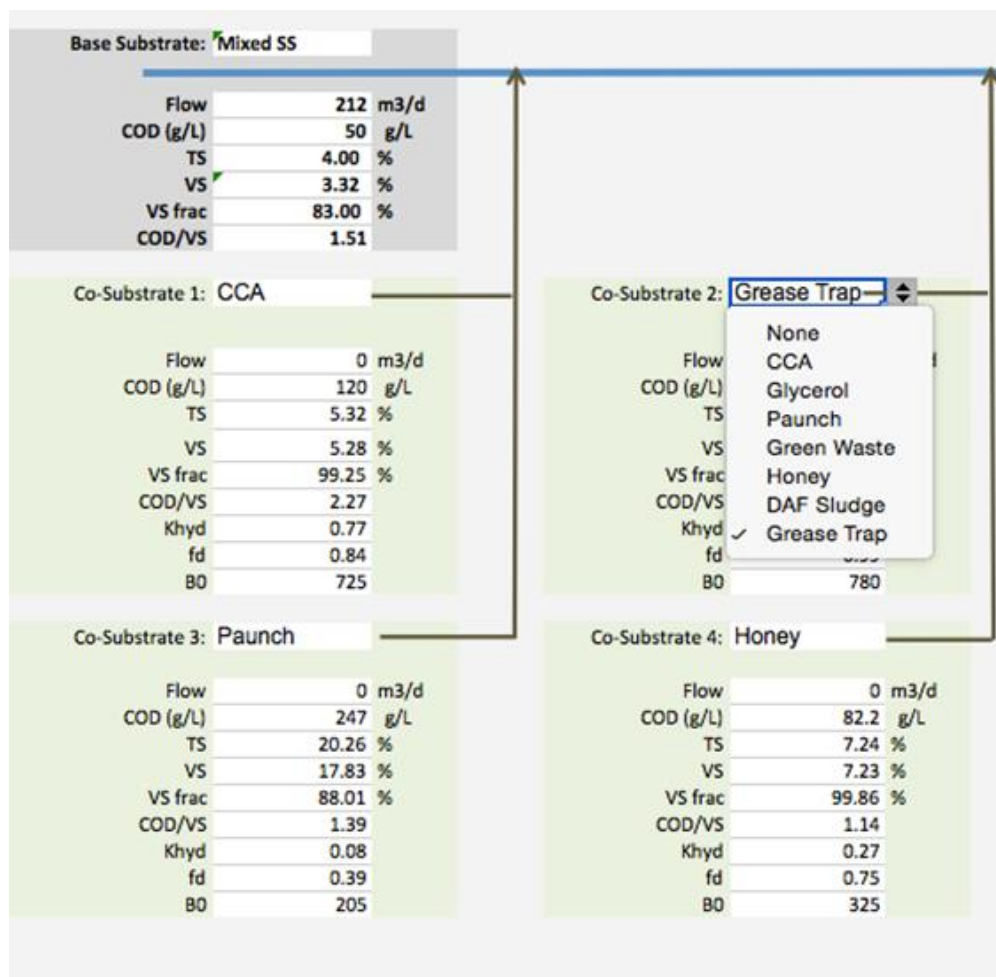 Base Substrate: Mixed SS
Flow 212 m3/d
COD (g/L) 50 g/L
TS 4.00 %
VS 3.32 %
VS frac 83.00 %
COD/VS 1.51
Co-Substrate 1: CCA
Flow 0 m3/d
COD (g/L) 120 g/L
TS 5.32 %
VS 5.28 %
VS frac 99.25 %
COD/VS 2.27
Khyd 0.77
fd 0.84
B0 725
Co-Substrate 2: Grease Trap
Flow
COD (g/L)
TS
VS
VS frac
COD/VS
Khyd
fd
B0 780
None
CCA
Glycerol
Paunch
Green Waste
Honey
DAF Sludge
✓ Grease Trap
Co-Substrate 3: Paunch
Flow 0 m3/d
COD (g/L) 247 g/L
TS 20.26 %
VS 17.83 %
VS frac 88.01 %
COD/VS 1.39
Khyd 0.08
fd 0.39
B0 205
Co-Substrate 4: Honey
Flow 0 m3/d
COD (g/L) 82.2 g/L
TS 7.24 %
VS 7.23 %
VS frac 99.86 %
COD/VS 1.14
Khyd 0.27
fd 0.75
B0 325